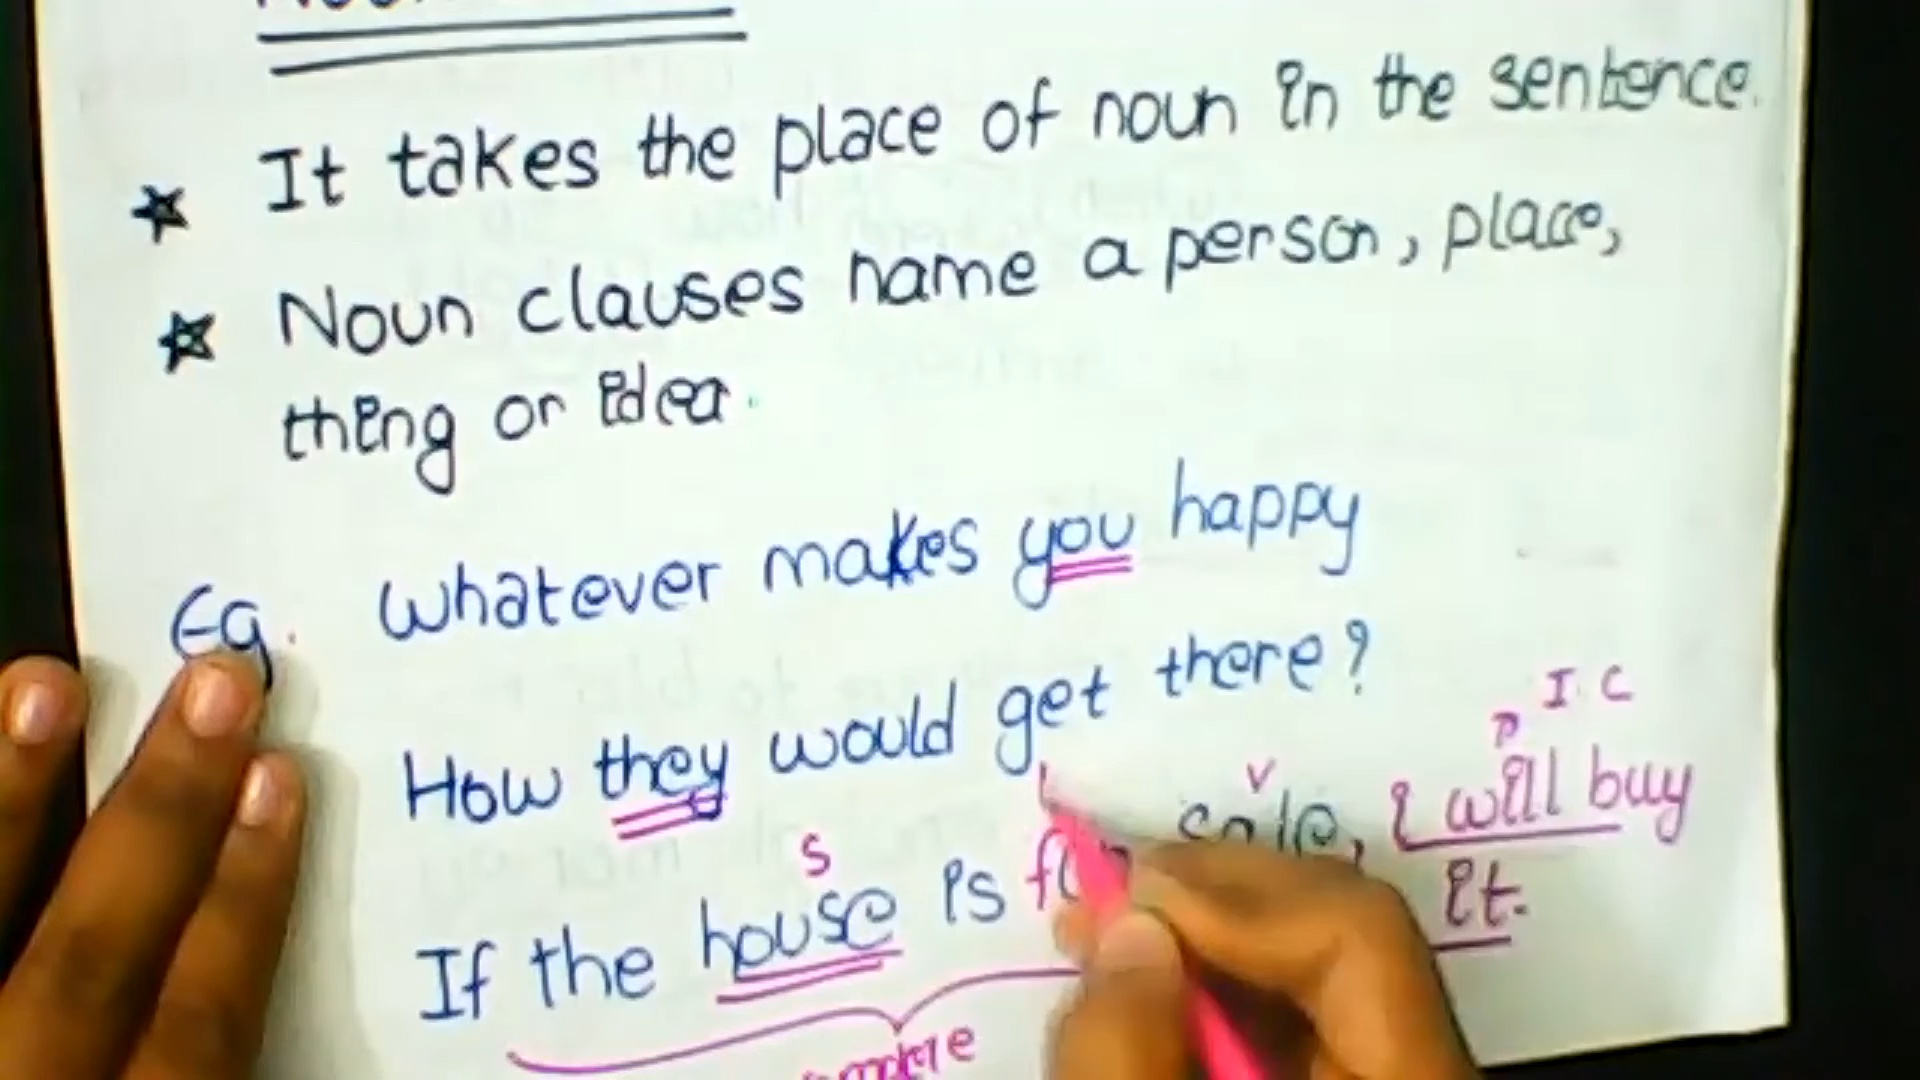 It takes the place of noun in the sentence.
Noun clauses name a person, place,
thing or idea.
Eg. Whatever makes you happy
How they would get there?
I. C
S
V
If the house is sale, I will buy
it.